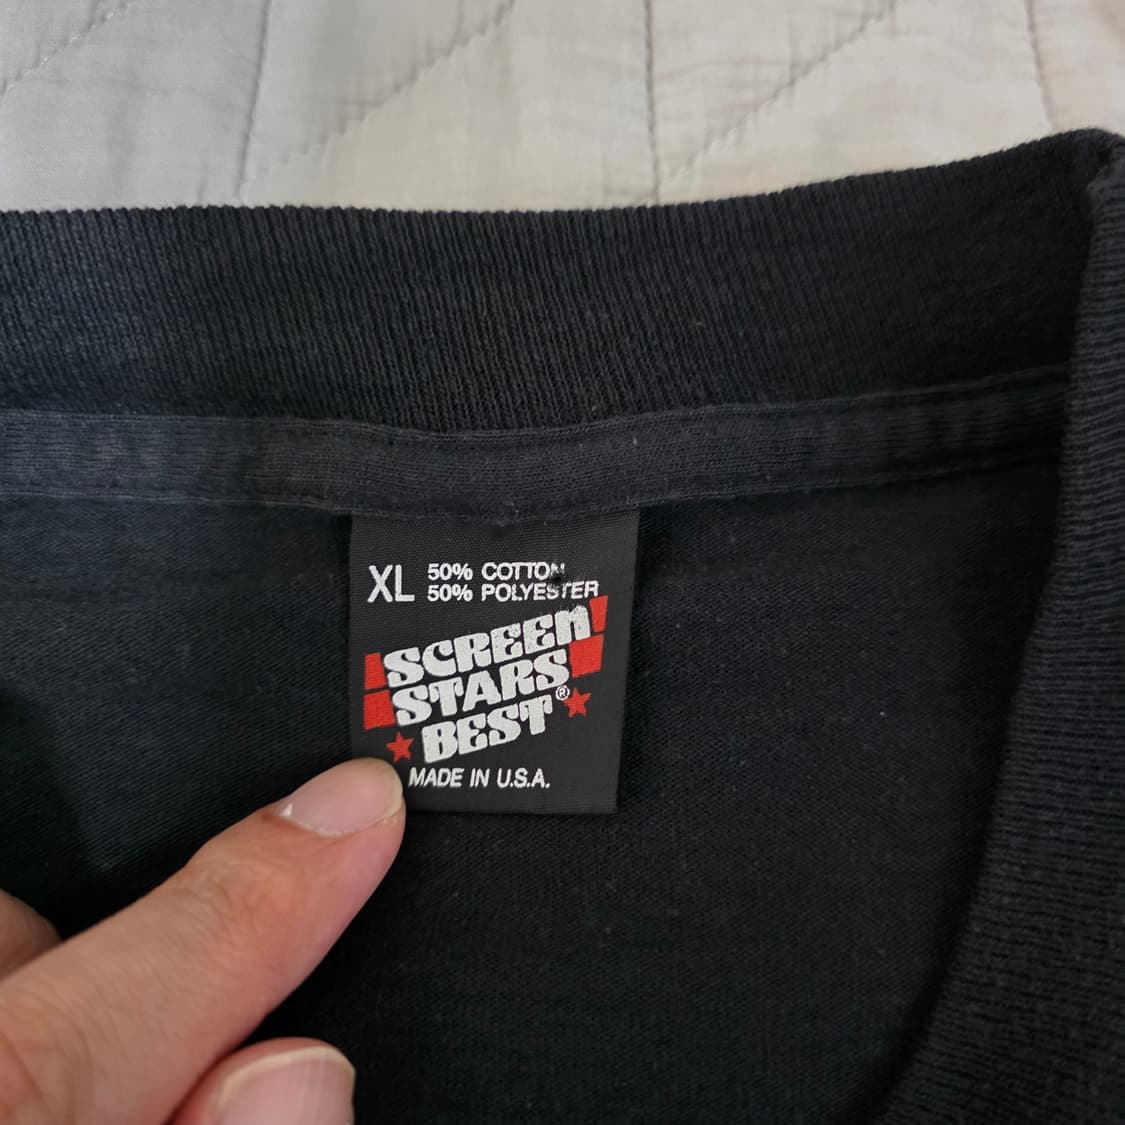 XL 50% COTTON
50% POLYESTER
SCREEN
STARS
BEST®
MADE IN U.S.A.